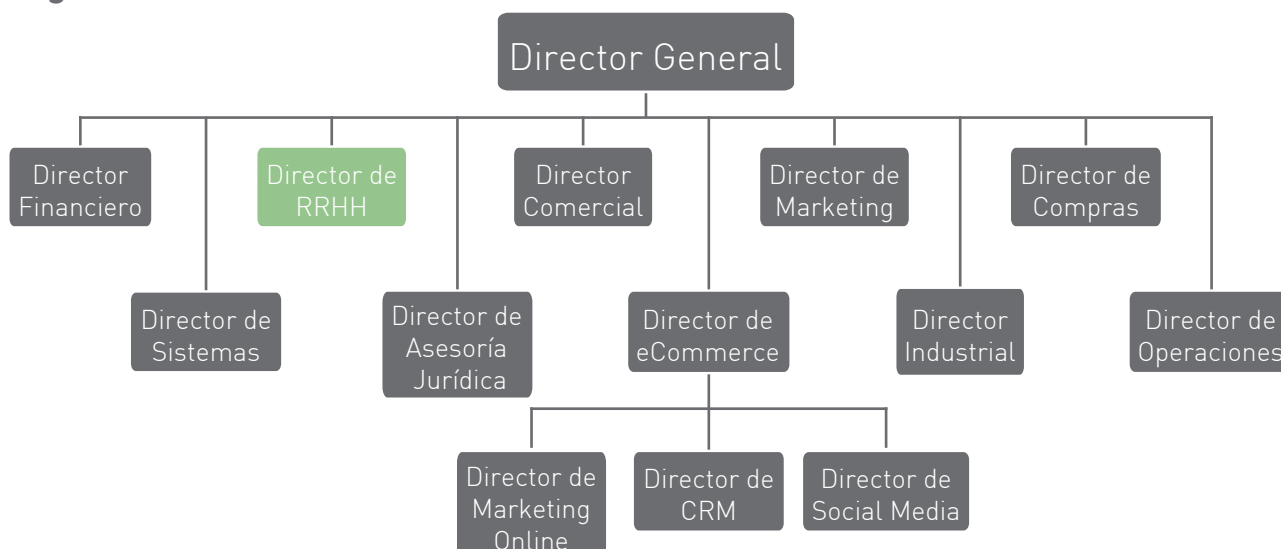 Director General
Director
Financiero
Director de
RRHH
Director
Comercial
Director de
Marketing
Director de
Compras
Director de
Sistemas
Director de
Asesoría
Jurídica
Director de
eCommerce
Director
Industrial
Director de
Operaciones
Director de
Marketing
Online
Director de
CRM
Director de
Social Media